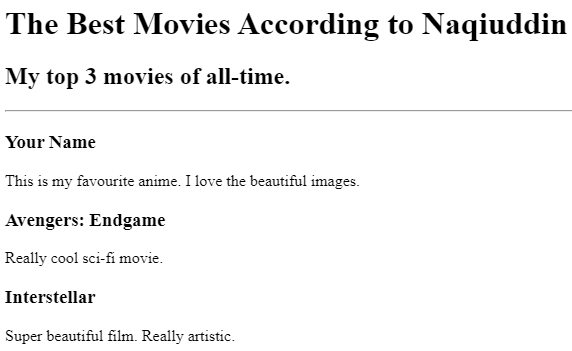 The Best Movies According to Naqiuddin
My top 3 movies of all-time.
Your Name
This is my favourite anime. I love the beautiful images.
Avengers: Endgame
Really cool sci-fi movie.
Interstellar
Super beautiful film. Really artistic.